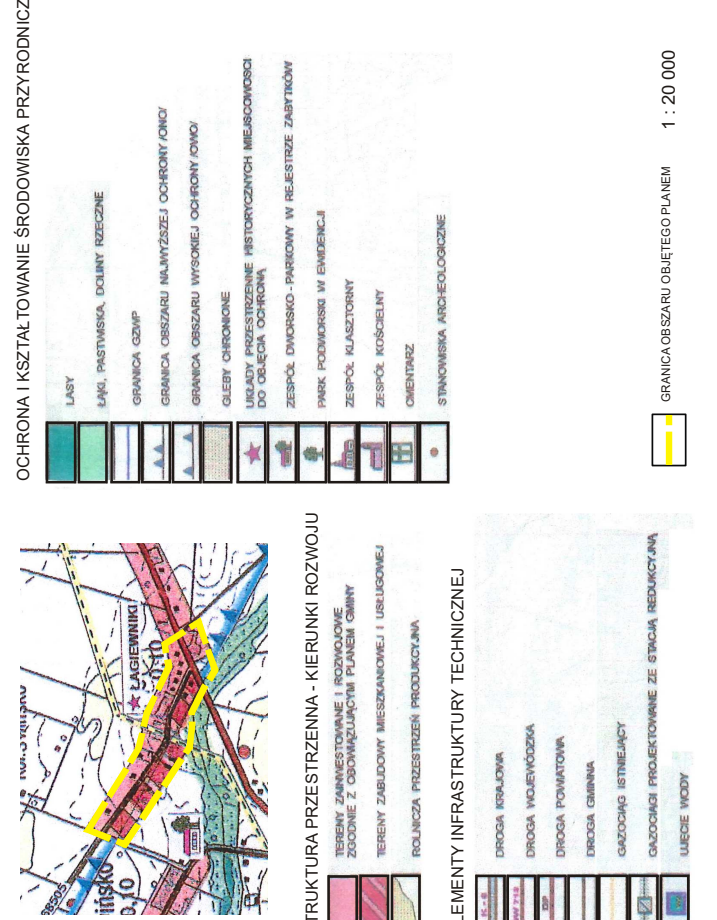 OCHRONA I KSZTAŁTOWANIE ŚRODOWISKA PRZYRODNICZ
LASY
ŁĄKI, PASTWISKA, DOLINY RZECZNE
GRANICA GZWP
GRANICA OBSZARU NAJWYŻSZEJ OCHRONY /ONO/
GRANICA OBSZARU WYSOKIEJ OCHRONY /OWO/
GLEBY CHRONIONE
UKŁADY PRZESTRZENNE HISTORYCZNYCH MIEJSCOWOŚCI
DO OBJĘCIA OCHRONĄ
ZESPÓŁ DWORSKO - PARKOWY W REJESTRZE ZABYTKÓW
PARK PODWORSKI W EWIDENCJI
ZESPÓŁ KLASZTORNY
ZESPÓŁ KOŚCIELNY
CMENTARZ
STANOWISKA ARCHEOLOGICZNE
GRANICA OBSZARU OBJĘTEGO PLANEM
1 : 20 000
ŁAGIEWNIKI
TRUKTURA PRZESTRZENNA - KIERUNKI ROZWOJU
TERENY ZAINWESTOWANE I ROZWOJOWE
ZGODNIE Z OBOWIĄZUJĄCYM PLANEM GMINY
TERENY ZABUDOWY MIESZKANIOWEJ I USŁUGOWEJ
ROLNICZA PRZESTRZEŃ PRODUKCYJNA
EMENTY INFRASTRUKTURY TECHNICZNEJ
DROGA KRAJOWA
DROGA WOJEWÓDZKA
DROGA POWIATOWA
DROGA GMINNA
GAZOCIĄG ISTNIEJĄCY
GAZOCIĄGI PROJEKTOWANE ZE STACJĄ REDUKCYJNĄ
UJĘCIE WODY